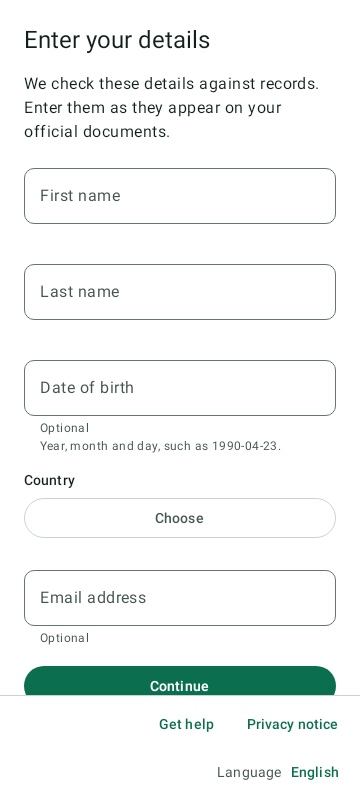 Enter your details
We check these details against records.
Enter them as they appear on your
official documents.
First name
Last name
Date of birth
Optional
Year, month and day, such as 1990-04-23.
Country
Choose
Email address
Optional
Continue
Get help
Privacy notice
Language English